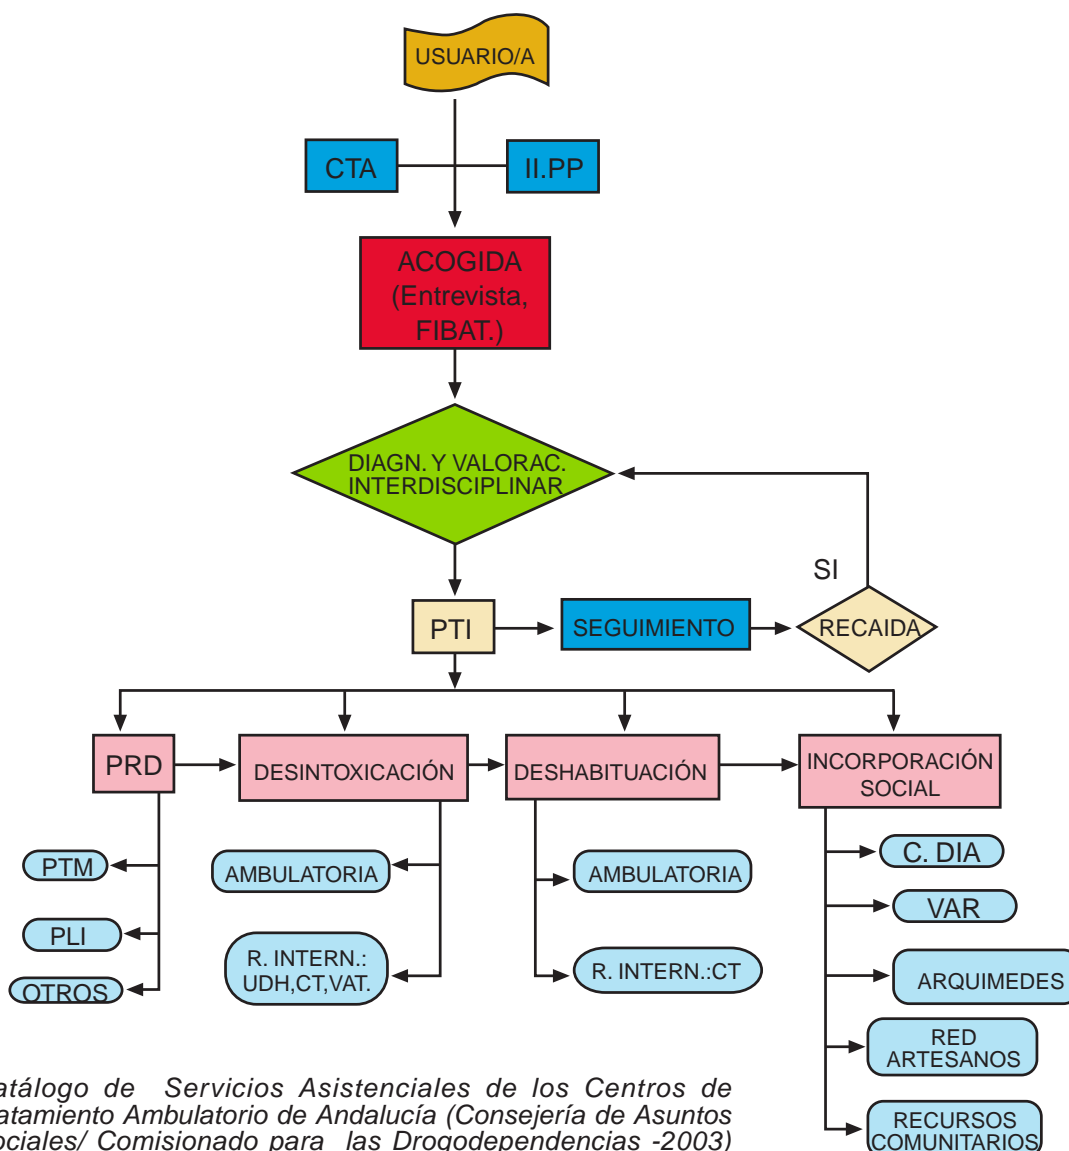 USUARIO/A
CTA
II.PP
ACOGIDA
(Entrevista,
FIBAT.)
DIAGN. Y VALORAC.
INTERDISCIPLINAR
SI
PTI
SEGUIMIENTO
RECAIDA
PRD
DESINTOXICACIÓN
DESHABITUACIÓN
INCORPORACIÓN
SOCIAL
PTM
PLI
OTROS
AMBULATORIA
R. INTERN.:
UDH,CT,VAT.
AMBULATORIA
R. INTERN.:CT
C. DIA
VAR
ARQUIMEDES
RED
ARTESANOS
RECURSOS
COMUNITARIOS
atálogo de Servicios Asistenciales de los Centros de
atamiento Ambulatorio de Andalucía (Consejería de Asuntos
ociales/ Comisionado para las Drogodependencias -2003)